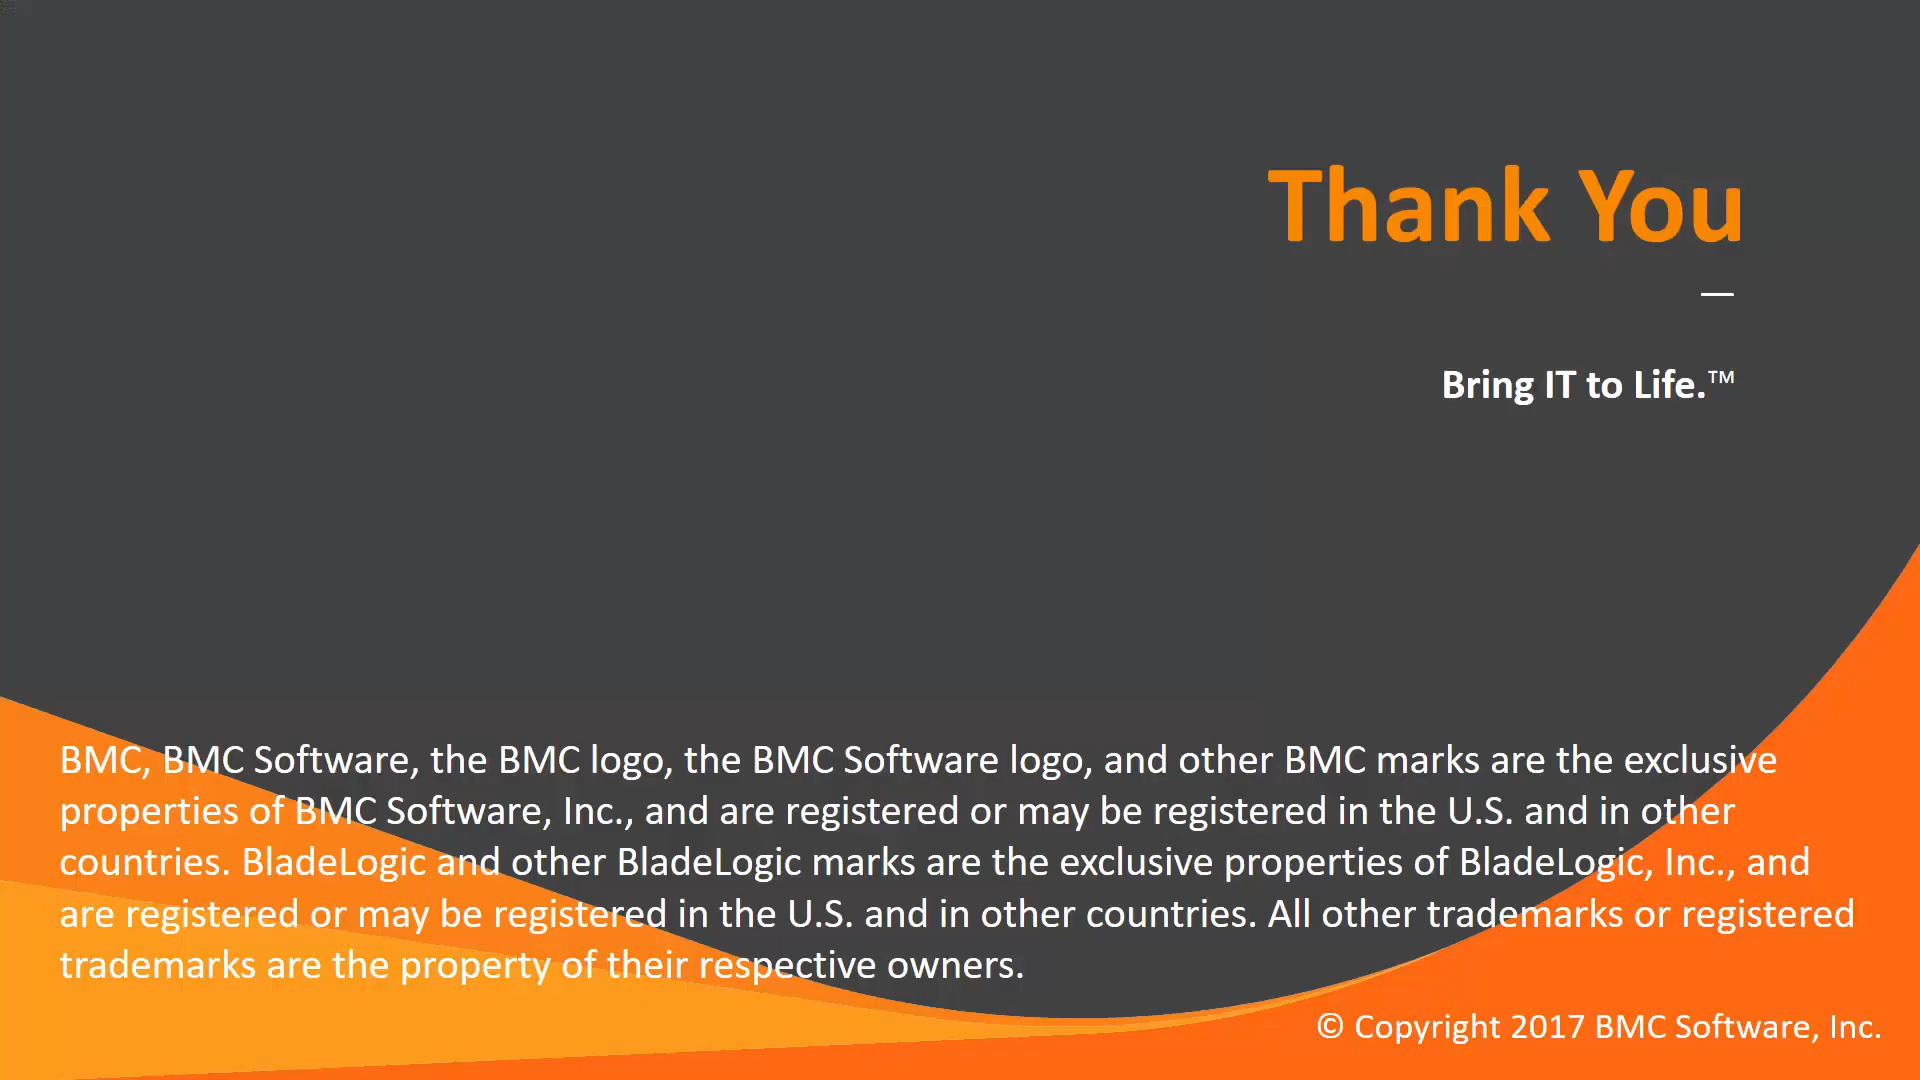 Thank You
Bring IT to Life.™
BMC, BMC Software, the BMC logo, the BMC Software logo, and other BMC marks are the exclusive
properties of BMC Software, Inc., and are registered or may be registered in the U.S. and in other
countries. BladeLogic and other BladeLogic marks are the exclusive properties of BladeLogic, Inc., and
are registered or may be registered in the U.S. and in other countries. All other trademarks or registered
trademarks are the property of their respective owners.
© Copyright 2017 BMC Software, Inc.